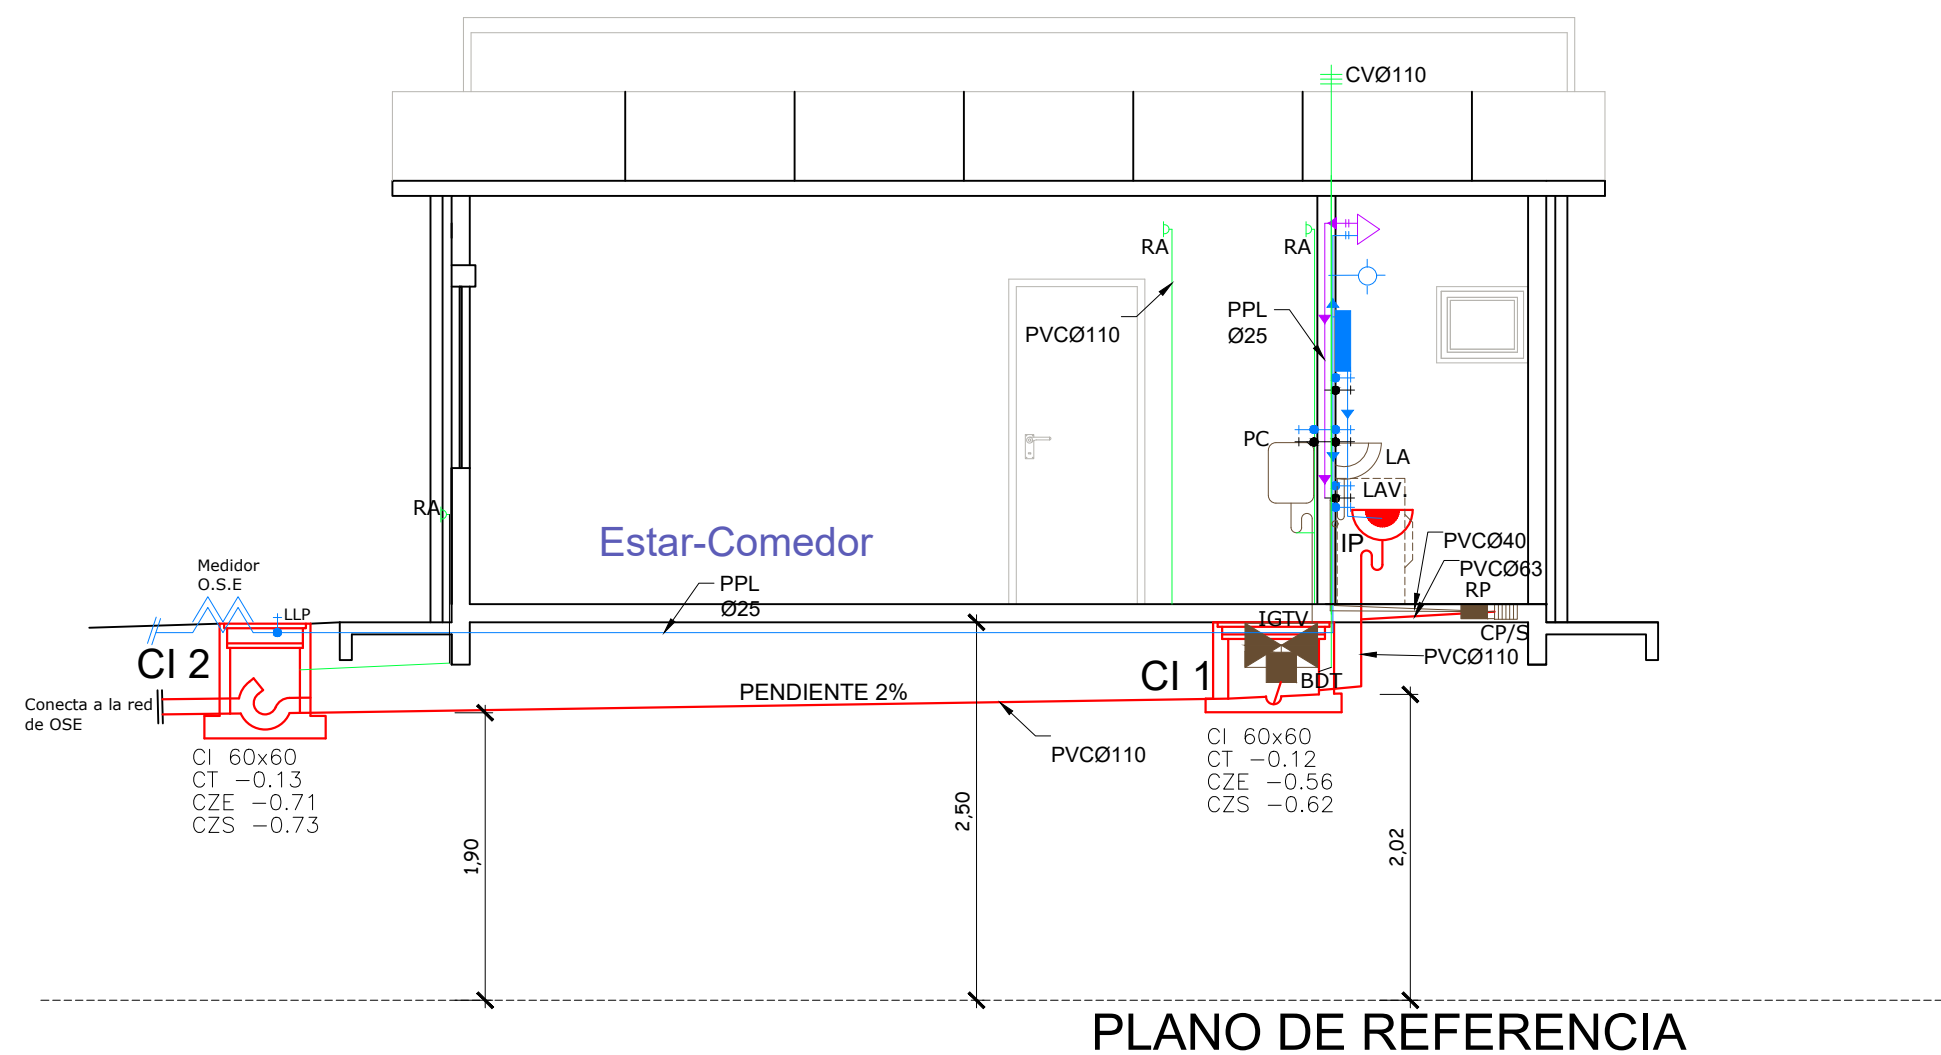 CVØ110
RA
RA
PVCØ110
PPL
Ø25
PC
LA
LAV.
RA
Estar-Comedor
IP
PVCØ40
PVCØ63
RP
Medidor
O.S.E
LLP
PPL
Ø25
IGTV
CP/S
CI 2
CI 1
PVCØ110
BDT
PENDIENTE 2%
Conecta a la red
de OSE
PVCØ110
CI 60x60
CT -0.13
CZE -0.71
CZS -0.73
CI 60x60
CT -0.12
CZE -0.56
CZS -0.62
1,90
2,50
2,02
PLANO DE REFERENCIA